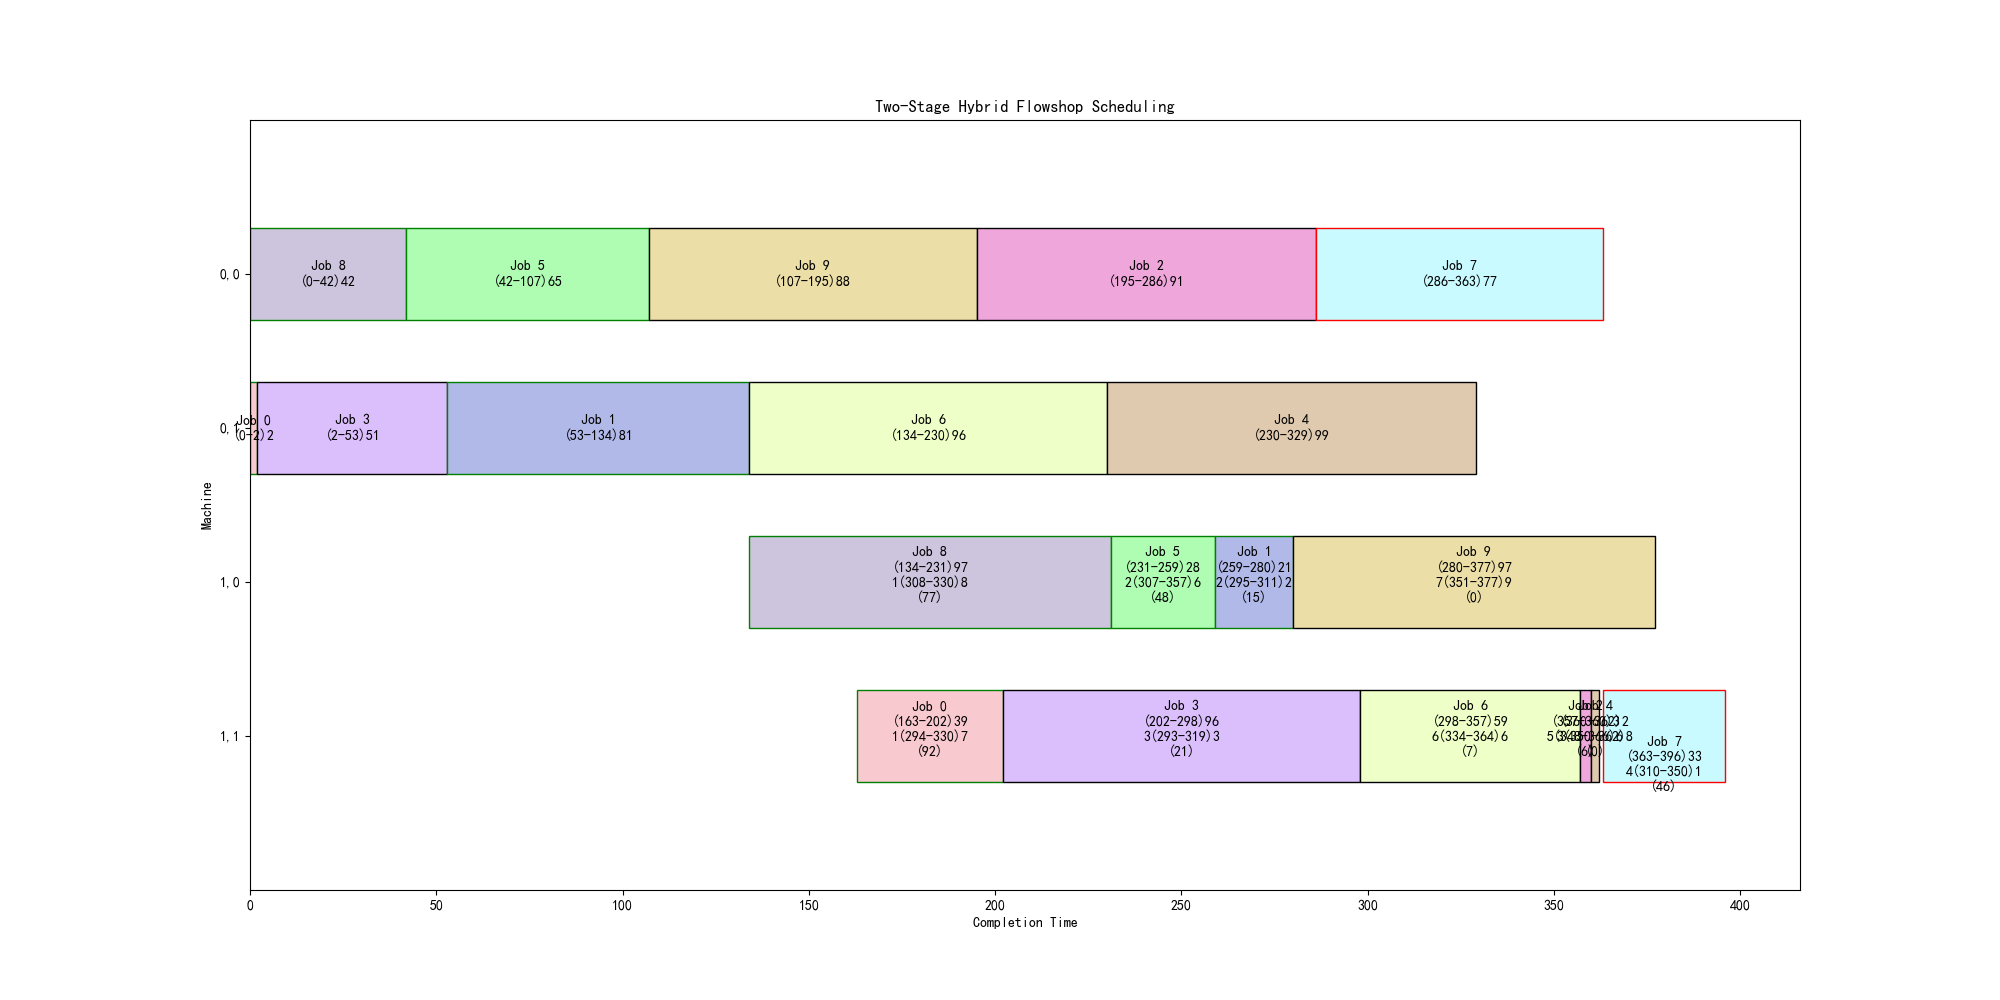 Two-Stage Hybrid Flowshop Scheduling
Machine
0,0
Job 8
(0-42)42
Job 5
(42-107)65
Job 9
(107-195)88
Job 2
(195-286)91
Job 7
(286-363)77
Job 0
(0-2)2
Job 3
(2-53)51
Job 1
(53-134)81
Job 6
(134-230)96
Job 4
(230-329)99
1,0
Job 8
(134-231)97
1(308-330)8
(77)
Job 5
(231-259)28
2(307-357)6
(48)
Job 1
(259-280)21
2(295-311)2
(15)
Job 9
(280-377)97
7(351-377)9
(0)
1,1
Job 0
(163-202)39
1(294-330)7
(92)
Job 3
(202-298)96
3(293-319)3
(21)
Job 6
(298-357)59
6(334-364)6
(7)
Job 7
(363-396)33
4(310-350)1
(46)
0
50
100
150
200
250
300
350
400
Completion Time